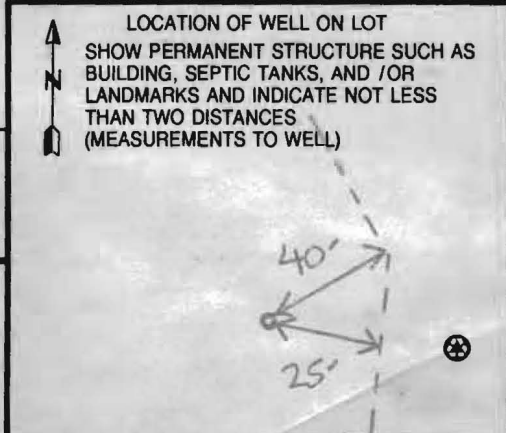 LOCATION OF WELL ON LOT
SHOW PERMANENT STRUCTURE SUCH AS
BUILDING, SEPTIC TANKS, AND /OR
LANDMARKS AND INDICATE NOT LESS
THAN TWO DISTANCES
(MEASUREMENTS TO WELL)
N
40'
25'